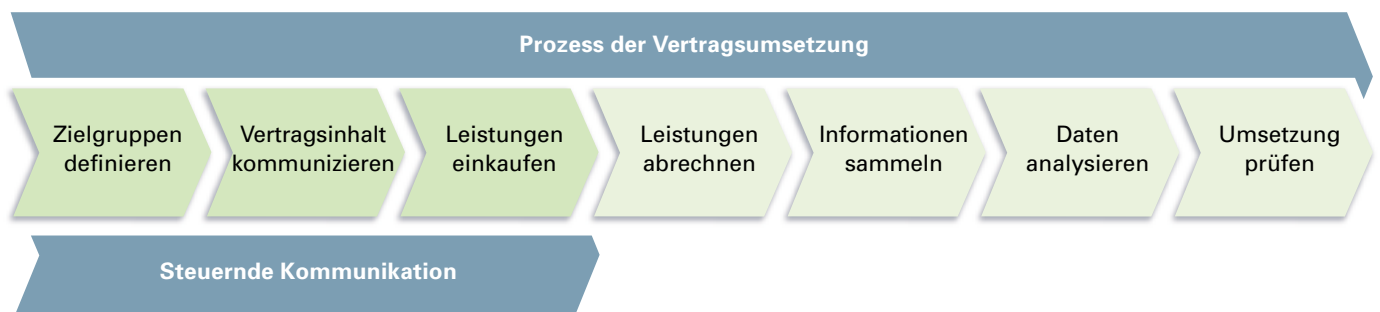 Prozess der Vertragsumsetzung
Zielgruppen
definieren
Vertragsinhalt
kommunizieren
Leistungen
einkaufen
Leistungen
abrechnen
Informationen
sammeln
Daten
analysieren
Umsetzung
prüfen
Steuernde Kommunikation